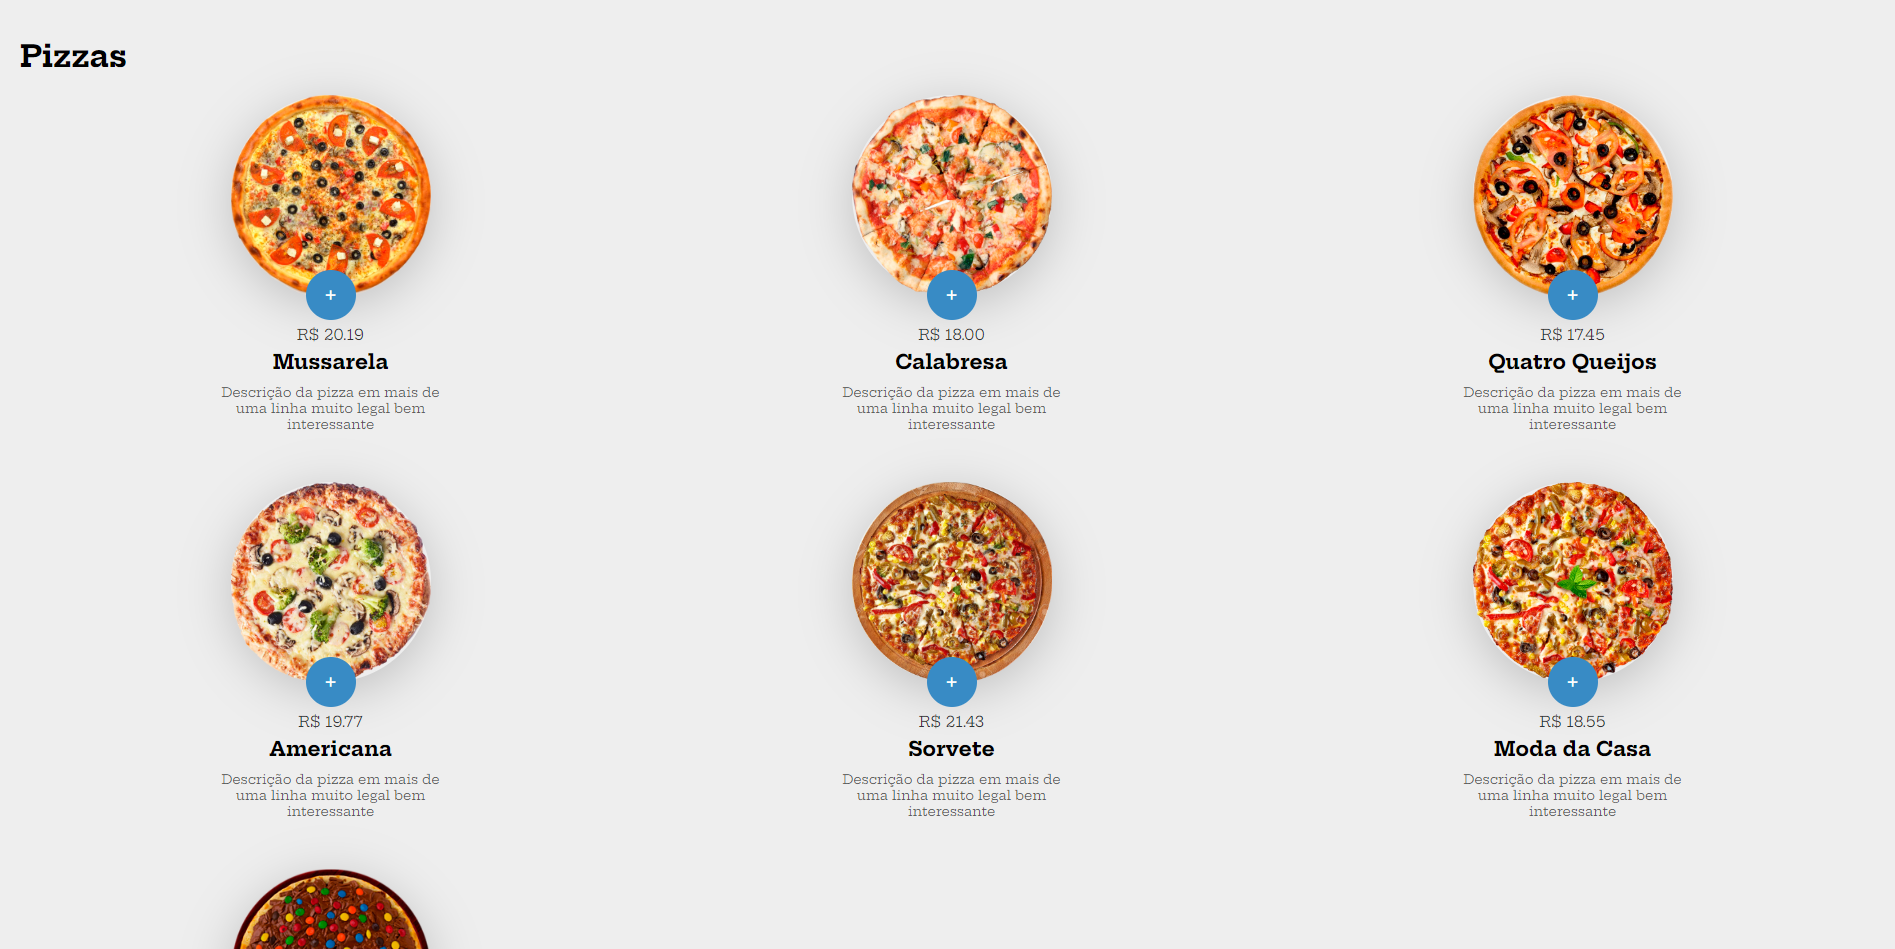 Pizzas
+
+
+
R$ 20.19
R$ 18.00
R$ 17.45
Mussarela
Calabresa
Quatro Queijos
Descrição da pizza em mais de
uma linha muito legal bem
interessante
Descrição da pizza em mais de
uma linha muito legal bem
interessante
Descrição da pizza em mais de
uma linha muito legal bem
interessante
+
+
+
R$ 19.77
R$ 21.43
R$ 18.55
Americana
Sorvete
Moda da Casa
Descrição da pizza em mais de
uma linha muito legal bem
interessante
Descrição da pizza em mais de
uma linha muito legal bem
interessante
Descrição da pizza em mais de
uma linha muito legal bem
interessante